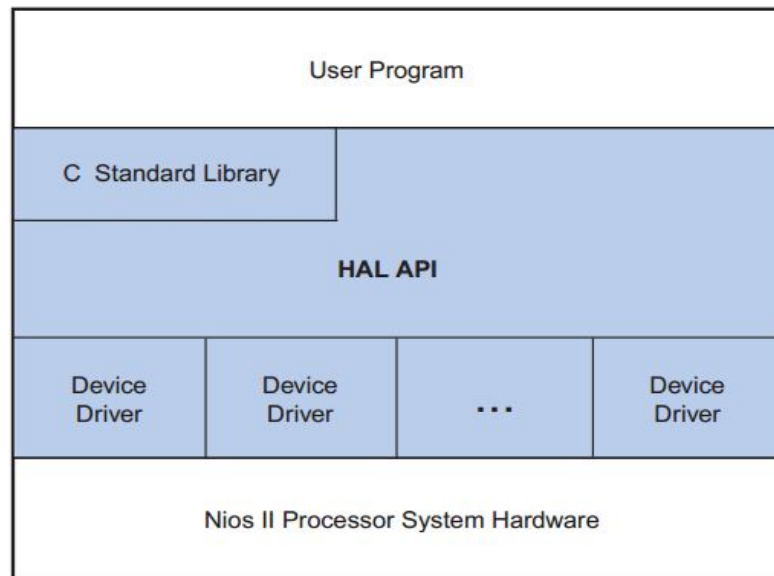 User Program
C Standard Library
HAL API
Device
Driver
Device
Driver
...
Device
Driver
Nios II Processor System Hardware